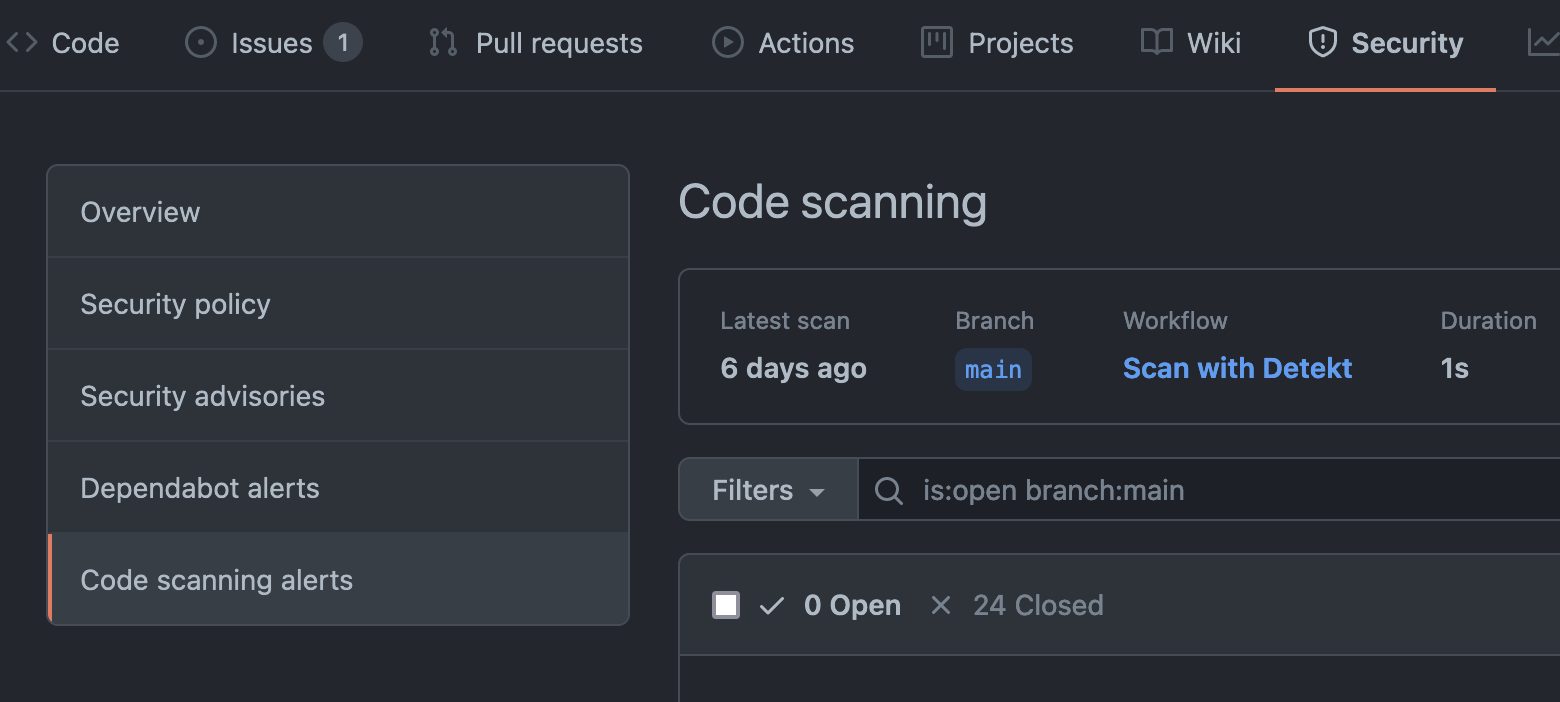 Code Issues 1 Pull requests Actions Projects Wiki Security
Overview
Security policy
Security advisories
Dependabot alerts
Code scanning alerts
Code scanning
Latest scan Branch Workflow Duration
6 days ago main Scan with Detekt 1s
Filters is:open branch:main
0 Open 24 Closed